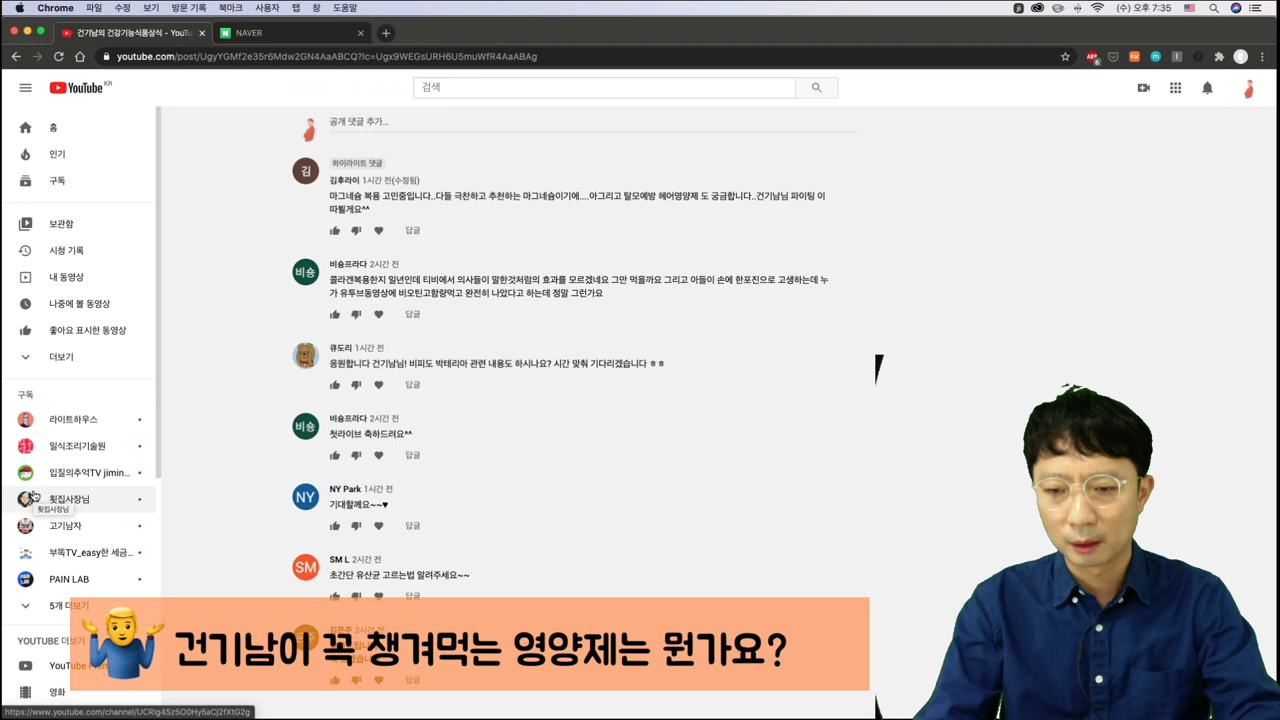 Chrome 파일 수정 보기 방문 기록 북마크 사용자 탭 창 도움말
(수) 오후 7:35
건기남의 건강기능식품상식 - YouTu
NAVER
youtube.com/post/UgyYGMf2e35r6Mdw2GN4AaABCQ?lc=Ugx9WEGsURH6U5muWfR4AaABAg
YouTube KR
검색
홈
인기
구독
보관함
시청 기록
내 동영상
나중에 볼 동영상
좋아요 표시한 동영상
더보기
구독
라이트하우스
일식조리기술원
입질의추억TV jimin...
횟집사장님
횟집사장님
고기남자
부뚝TV_easy한 세금...
PAIN LAB
5개 더보기
YOUTUBE 더보
영화
https://www.youtube.com/channel/UCRIg4Sz5O0Hy5aCj2fXtG2g
공개 댓글 추가...
김
하이라이트 댓글
김후라이 1시간 전(수정됨)
마그네슘 복용 고민중입니다..다들 극찬하고 추천하는 마그네슘이기에....아그리고 탈모예방 헤어영양제 도 궁금합니다..건기남님 파이팅 이
따뵐게요^^
답글
비숑
비숑프라다 2시간 전
콜라겐복용한지 일년인데 티비에서 의사들이 말한것처럼의 효과를 모르겠네요 그만 먹을까요 그리고 아들이 손에 한포진으로 고생하는데 누
가 유투브동영상에 비오틴고함량먹고 완전히 나았다고 하는데 정말 그런가요
답글
큐도리 1시간 전
응원합니다 건기남님! 비피도 박테리아 관련 내용도 하시나요? 시간 맞춰 기다리겠습니다 ㅎㅎ
답글
비숑
비숑프라다 2시간 전
첫라이브 축하드려요^^
답글
NY
NY Park 1시간 전
기대할께요~~♥
답글
SM
SM L 2시간 전
초간단 유산균 고르는법 알려주세요~~
답글
건기남이 꼭 챙겨먹는 영양제는 뭔가요?